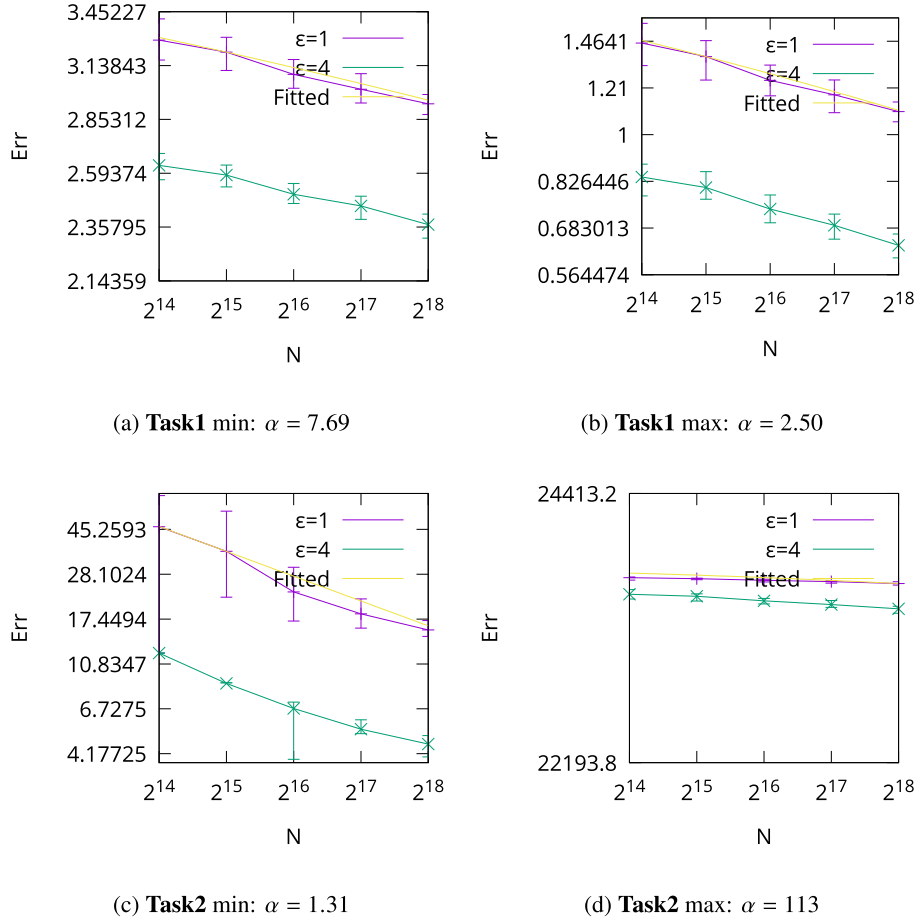 3.45227
3.13843
2.85312
2.59374
2.35795
2.14359
Err
ε=1
ε=4
Fitted
2^14 2^15 2^16 2^17 2^18
N
(a) Task1 min: α = 7.69
1.4641
1.21
1
0.826446
0.683013
0.564474
Err
ε=1
ε=4
Fitted
2^14 2^15 2^16 2^17 2^18
N
(b) Task1 max: α = 2.50
45.2593
28.1024
17.4494
10.8347
6.7275
4.17725
Err
ε=1
ε=4
Fitted
2^14 2^15 2^16 2^17 2^18
N
(c) Task2 min: α = 1.31
24413.2
22193.8
Err
ε=1
ε=4
Fitted
2^14 2^15 2^16 2^17 2^18
N
(d) Task2 max: α = 113